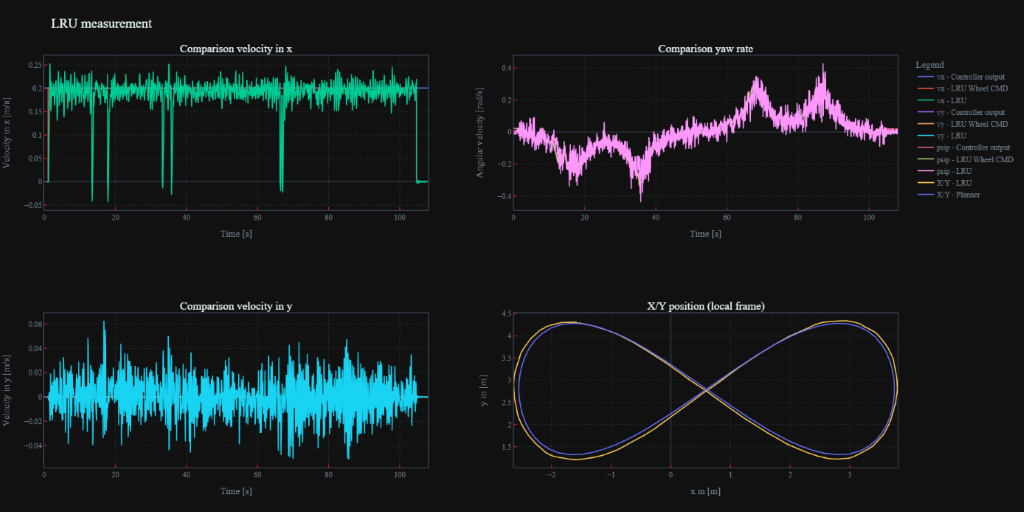 LRU measurement
Comparison velocity in x
Velocity in x [m/s]
0.25
0.2
0.15
0.1
0.05
0
−0.05
0 20 40 60 80 100
Time [s]
Comparison yaw rate
Angular velocity [rad/s]
0.4
0.2
0
−0.2
−0.4
0 20 40 60 80 100
Time [s]
Legend
vx - Controller output
vx - LRU Wheel CMD
vx - LRU
vy - Controller output
vy - LRU Wheel CMD
vy - LRU
psip - Controller output
psip - LRU Wheel CMD
psip - LRU
X/Y - LRU
X/Y - Planner
Comparison velocity in y
Velocity in y [m/s]
0.06
0.04
0.02
0
−0.02
−0.04
0 20 40 60 80 100
Time [s]
X/Y position (local frame)
y in [m]
4.5
4
3.5
3
2.5
2
1.5
−2 −1 0 1 2 3
x in [m]